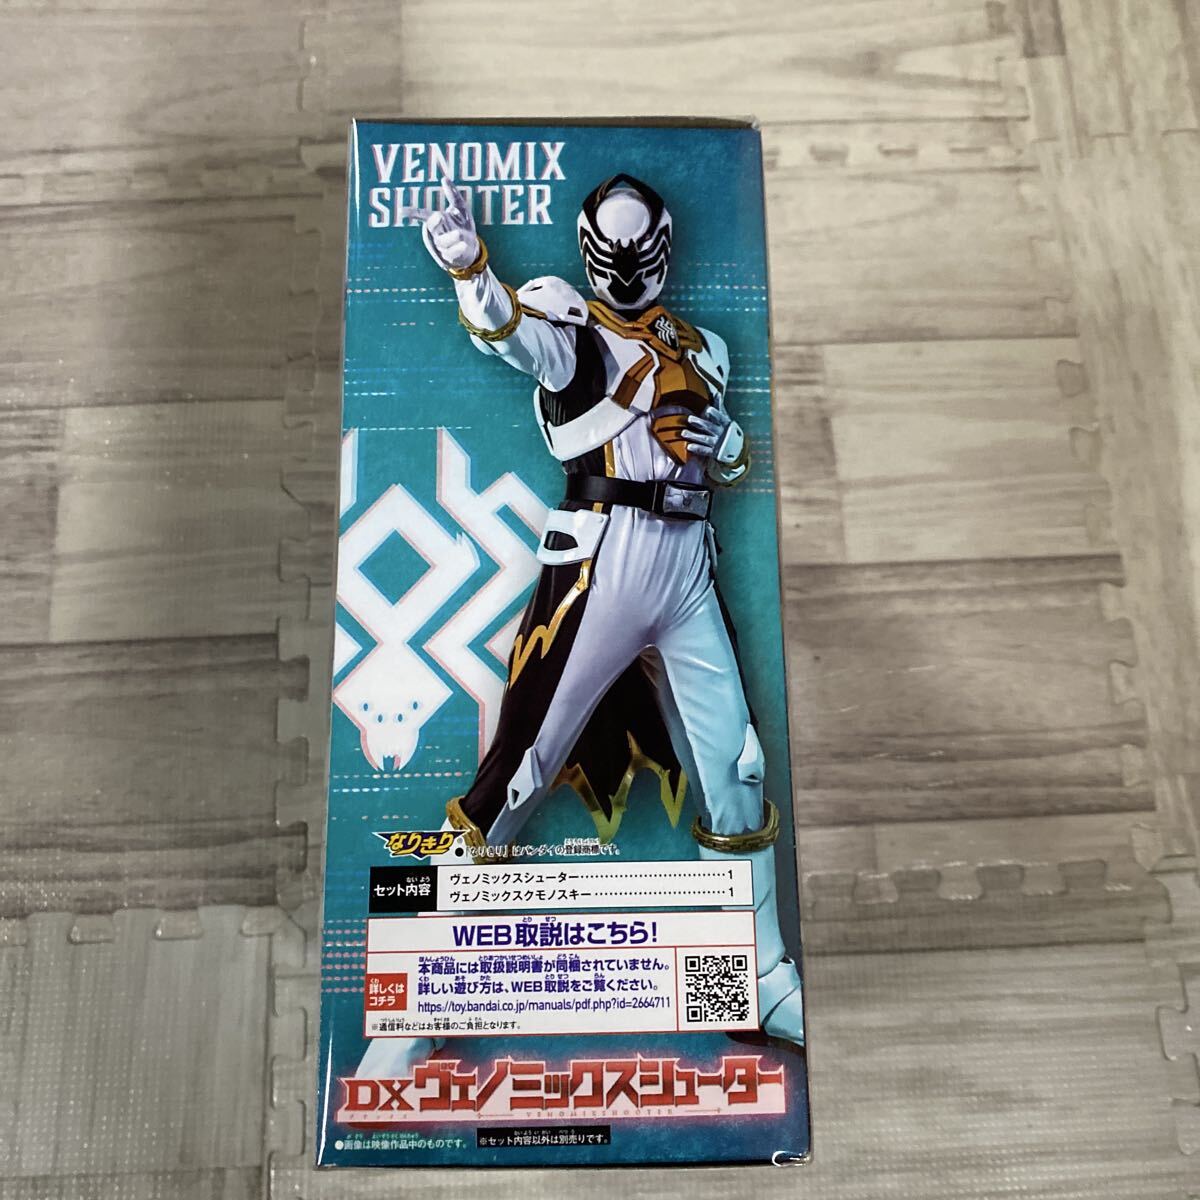 VENOMIX
SHOOTER
なりきり
●「なりきり」はバンダイの登録商標です。
セット内容
ヴェノミックスシューター……………………………1
ヴェノミックスクモノスキー…………………………1
WEB取説はこちら!
詳しくは
コチラ
本商品には取扱説明書が同梱されていません。
詳しい遊び方は、WEB取説をご覧ください。
https://toy.bandai.co.jp/manuals/pdf.php?id=2664711
※通信料などはお客様のご負担となります。
DXヴェノミックスシューター
デラックス
VENOMIXSHOOTER
●画像は映像作品中のものです。
※セット内容以外は別売りです。